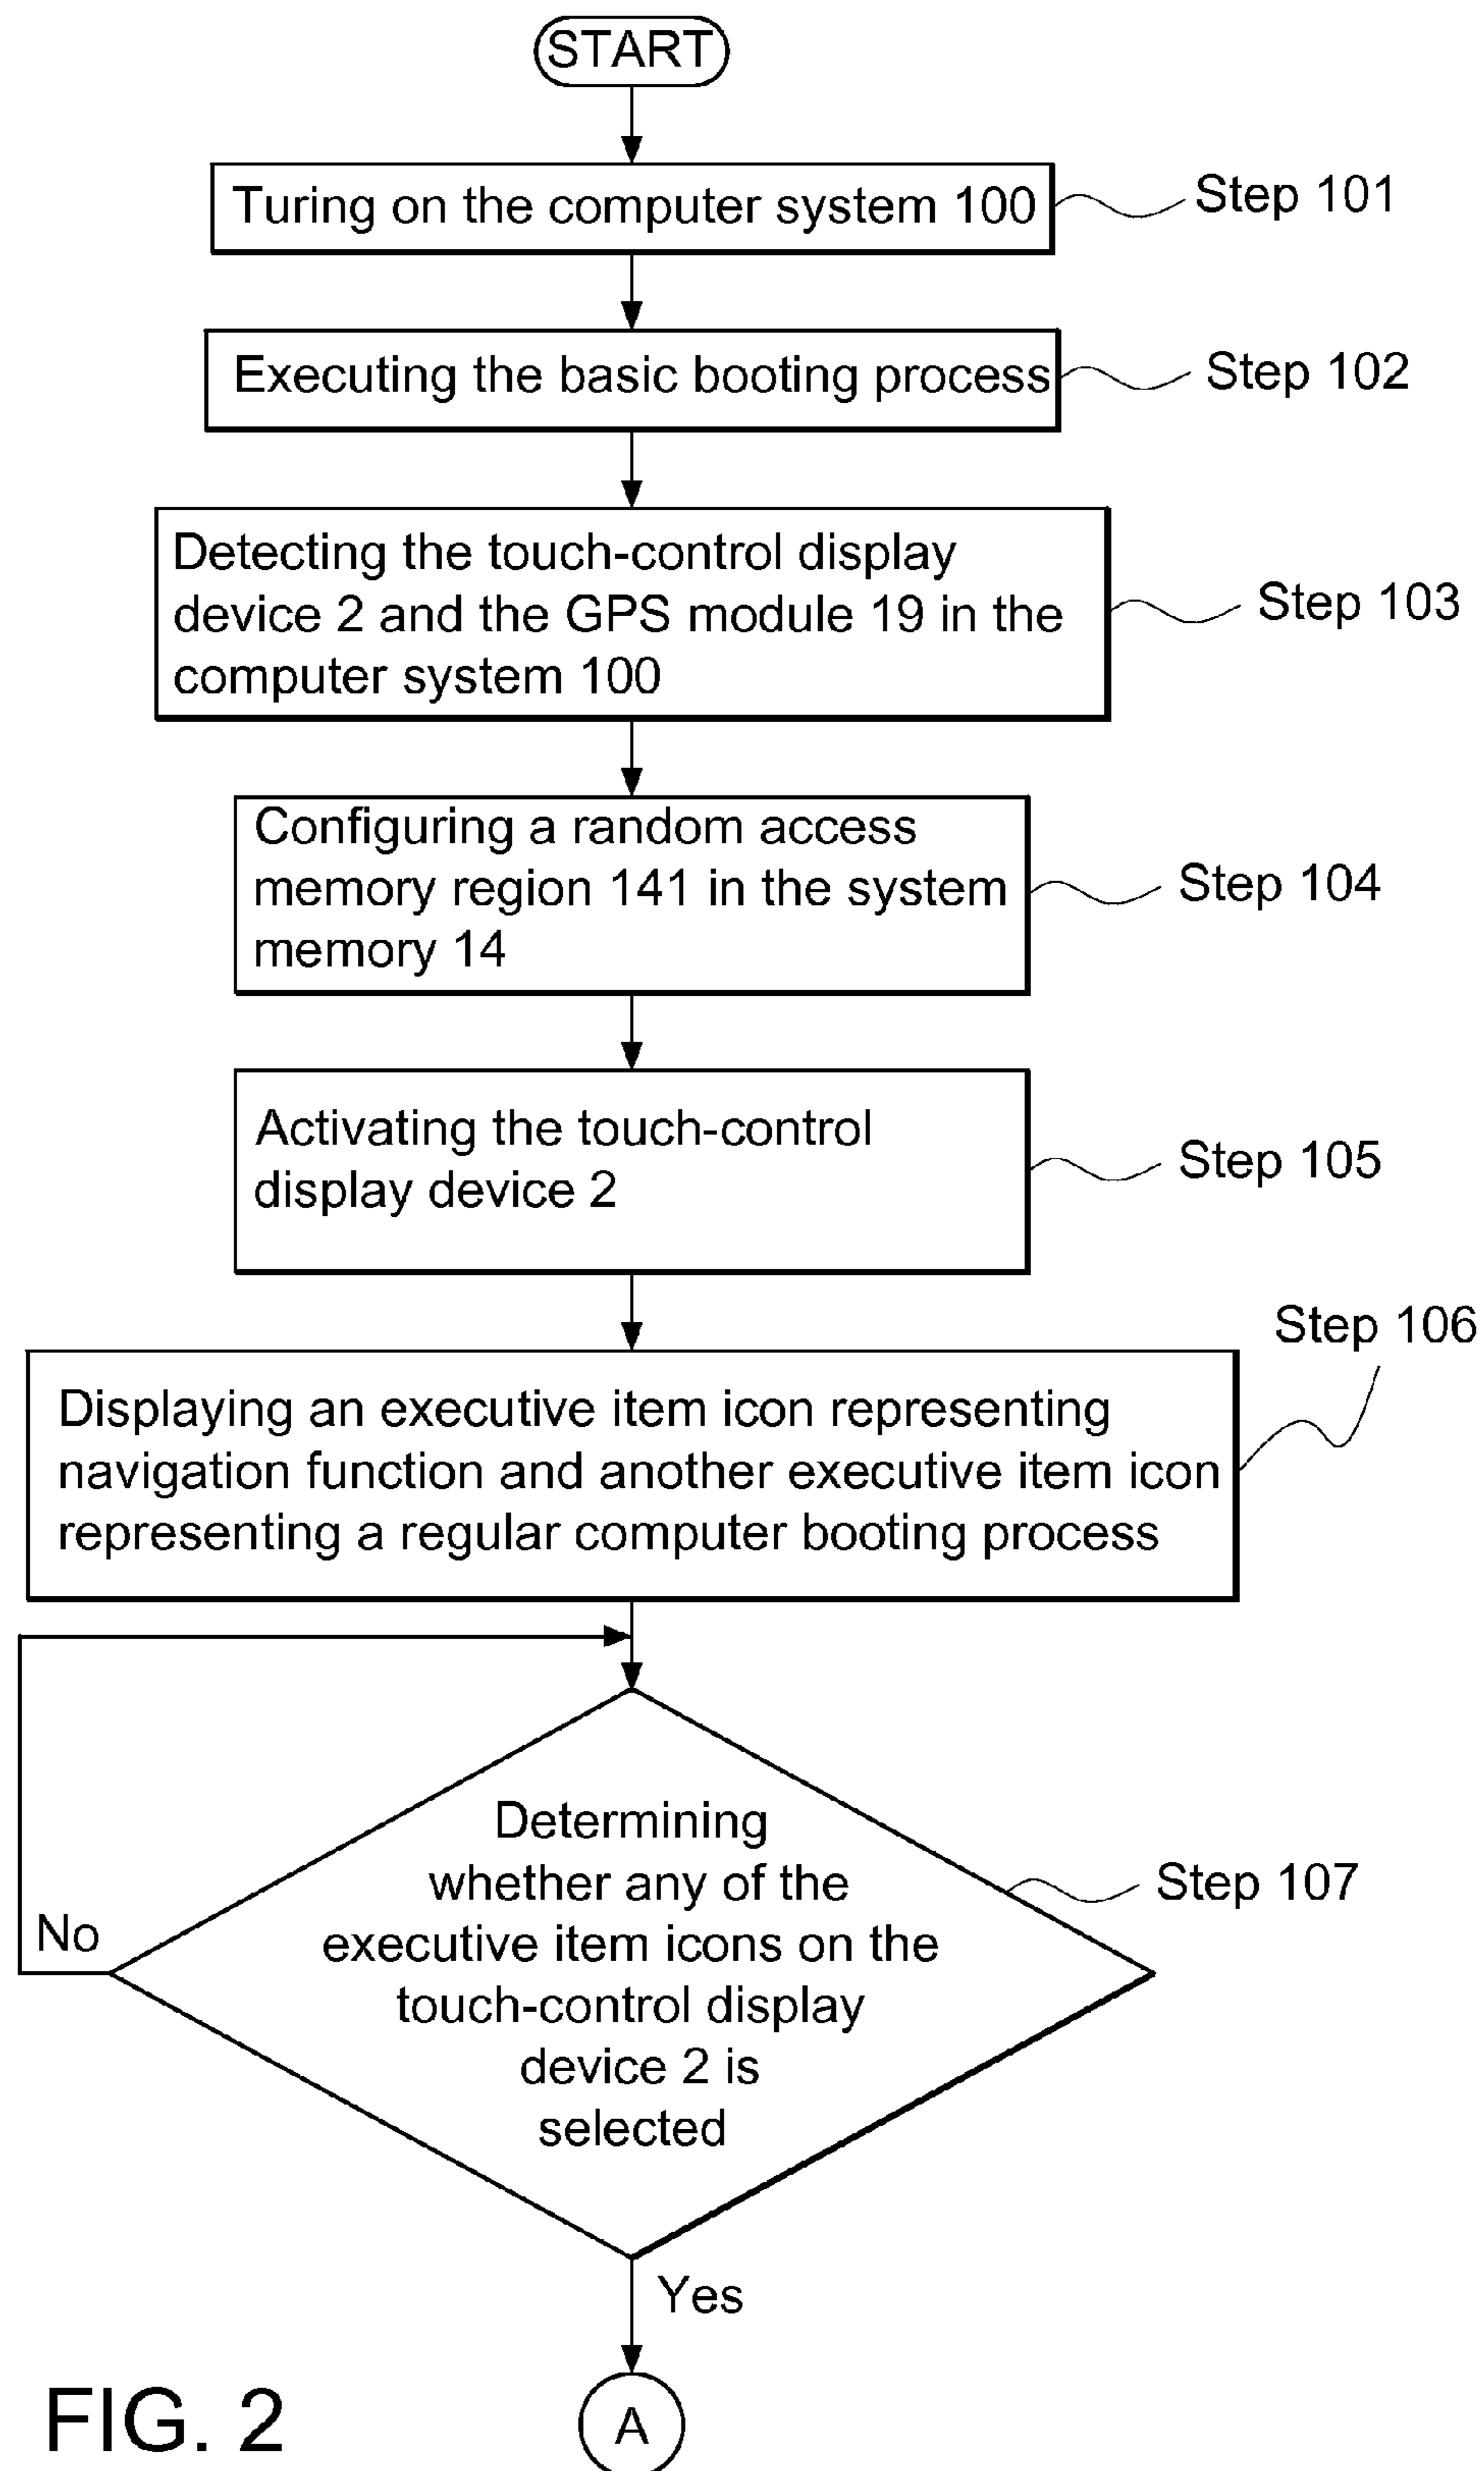 START
Turing on the computer system 100
Step 101
Executing the basic booting process
Step 102
Detecting the touch-control display
device 2 and the GPS module 19 in the
computer system 100
Step 103
Configuring a random access
memory region 141 in the system
memory 14
Step 104
Activating the touch-control
display device 2
Step 105
Step 106
Displaying an executive item icon representing
navigation function and another executive item icon
representing a regular computer booting process
Determining
whether any of the
executive item icons on the
touch-control display
device 2 is
selected
Step 107
No
Yes
A
FIG. 2